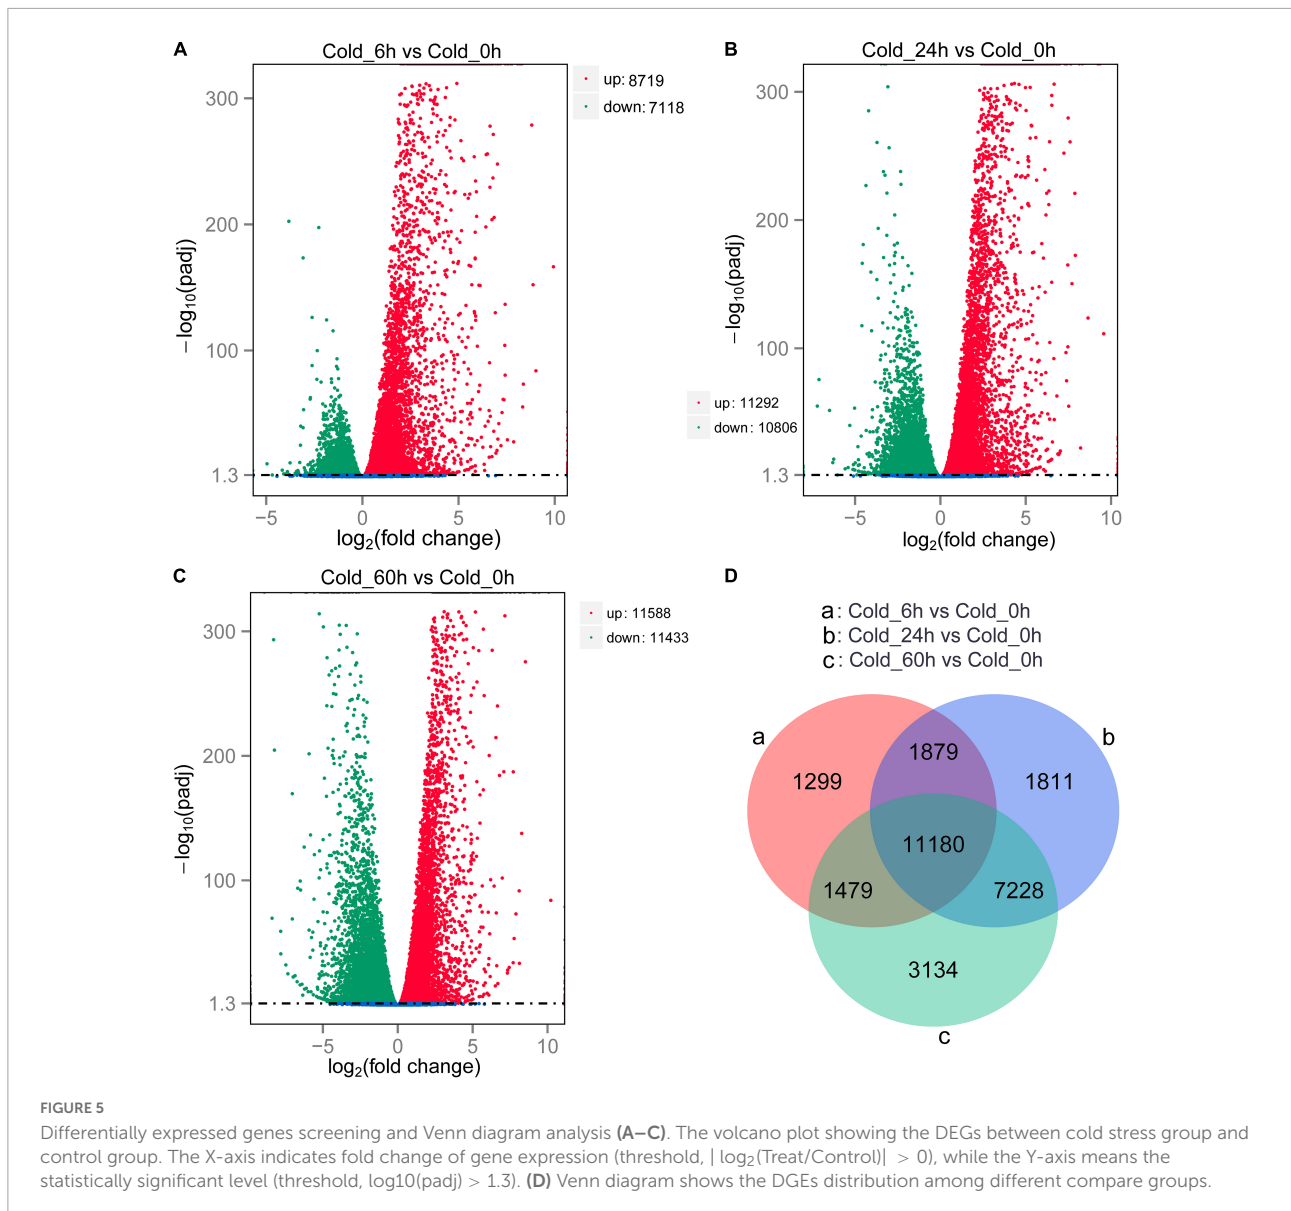 A
Cold_6h vs Cold_0h
up: 8719
down: 7118
300
200
100
1.3
−log10(padj)
−5 0 5 10
log2(fold change)
B
Cold_24h vs Cold_0h
300
200
100
1.3
−log10(padj)
up: 11292
down: 10806
−5 0 5 10
log2(fold change)
C
Cold_60h vs Cold_0h
up: 11588
down: 11433
300
200
100
1.3
−log10(padj)
−5 0 5 10
log2(fold change)
D
a: Cold_6h vs Cold_0h
b: Cold_24h vs Cold_0h
c: Cold_60h vs Cold_0h
a
b
1879
1299
1811
11180
1479
7228
3134
c
FIGURE 5
Differentially expressed genes screening and Venn diagram analysis (A–C). The volcano plot showing the DEGs between cold stress group and
control group. The X-axis indicates fold change of gene expression (threshold, | log2(Treat/Control)| > 0), while the Y-axis means the
statistically significant level (threshold, log10(padj) > 1.3). (D) Venn diagram shows the DGEs distribution among different compare groups.